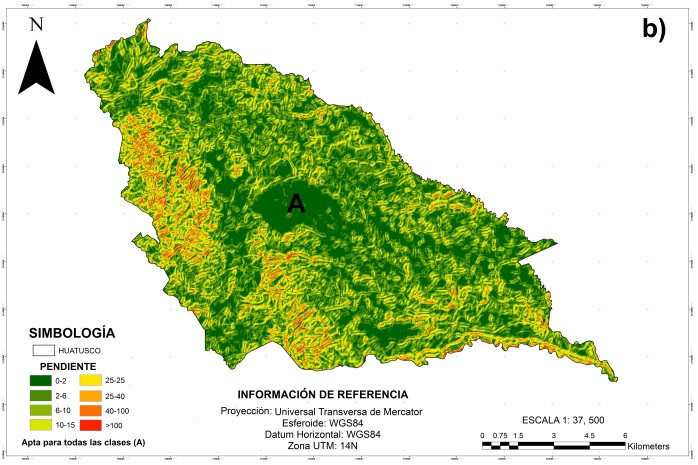 b)
N
A
SIMBOLOGÍA
HUATUSCO
PENDIENTE
0-2
2-6
6-10
10-15
25-25
25-40
40-100
>100
Apta para todas las clases (A)
INFORMACIÓN DE REFERENCIA
Proyección: Universal Transversa de Mercator
Esferoide: WGS84
Datum Horizontal: WGS84
Zona UTM: 14N
ESCALA 1: 37, 500
0 0.75 1.5 3 4.5 6
Kilometers